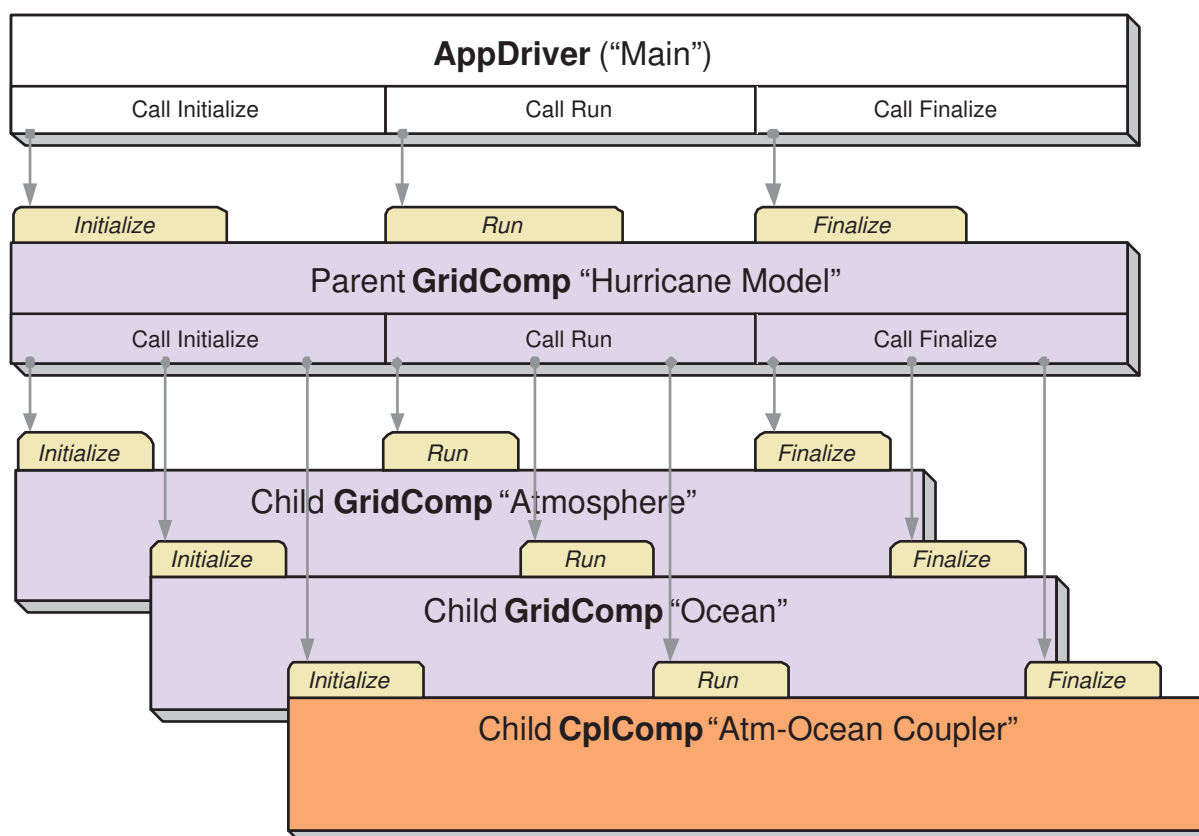 AppDriver (“Main”)
Call Initialize
Call Run
Call Finalize
Initialize
Run
Finalize
Parent GridComp “Hurricane Model”
Call Initialize
Call Run
Call Finalize
Initialize
Run
Finalize
Child GridComp “Atmosphere”
Initialize
Run
Finalize
Child GridComp “Ocean”
Initialize
Run
Finalize
Child CplComp “Atm-Ocean Coupler”